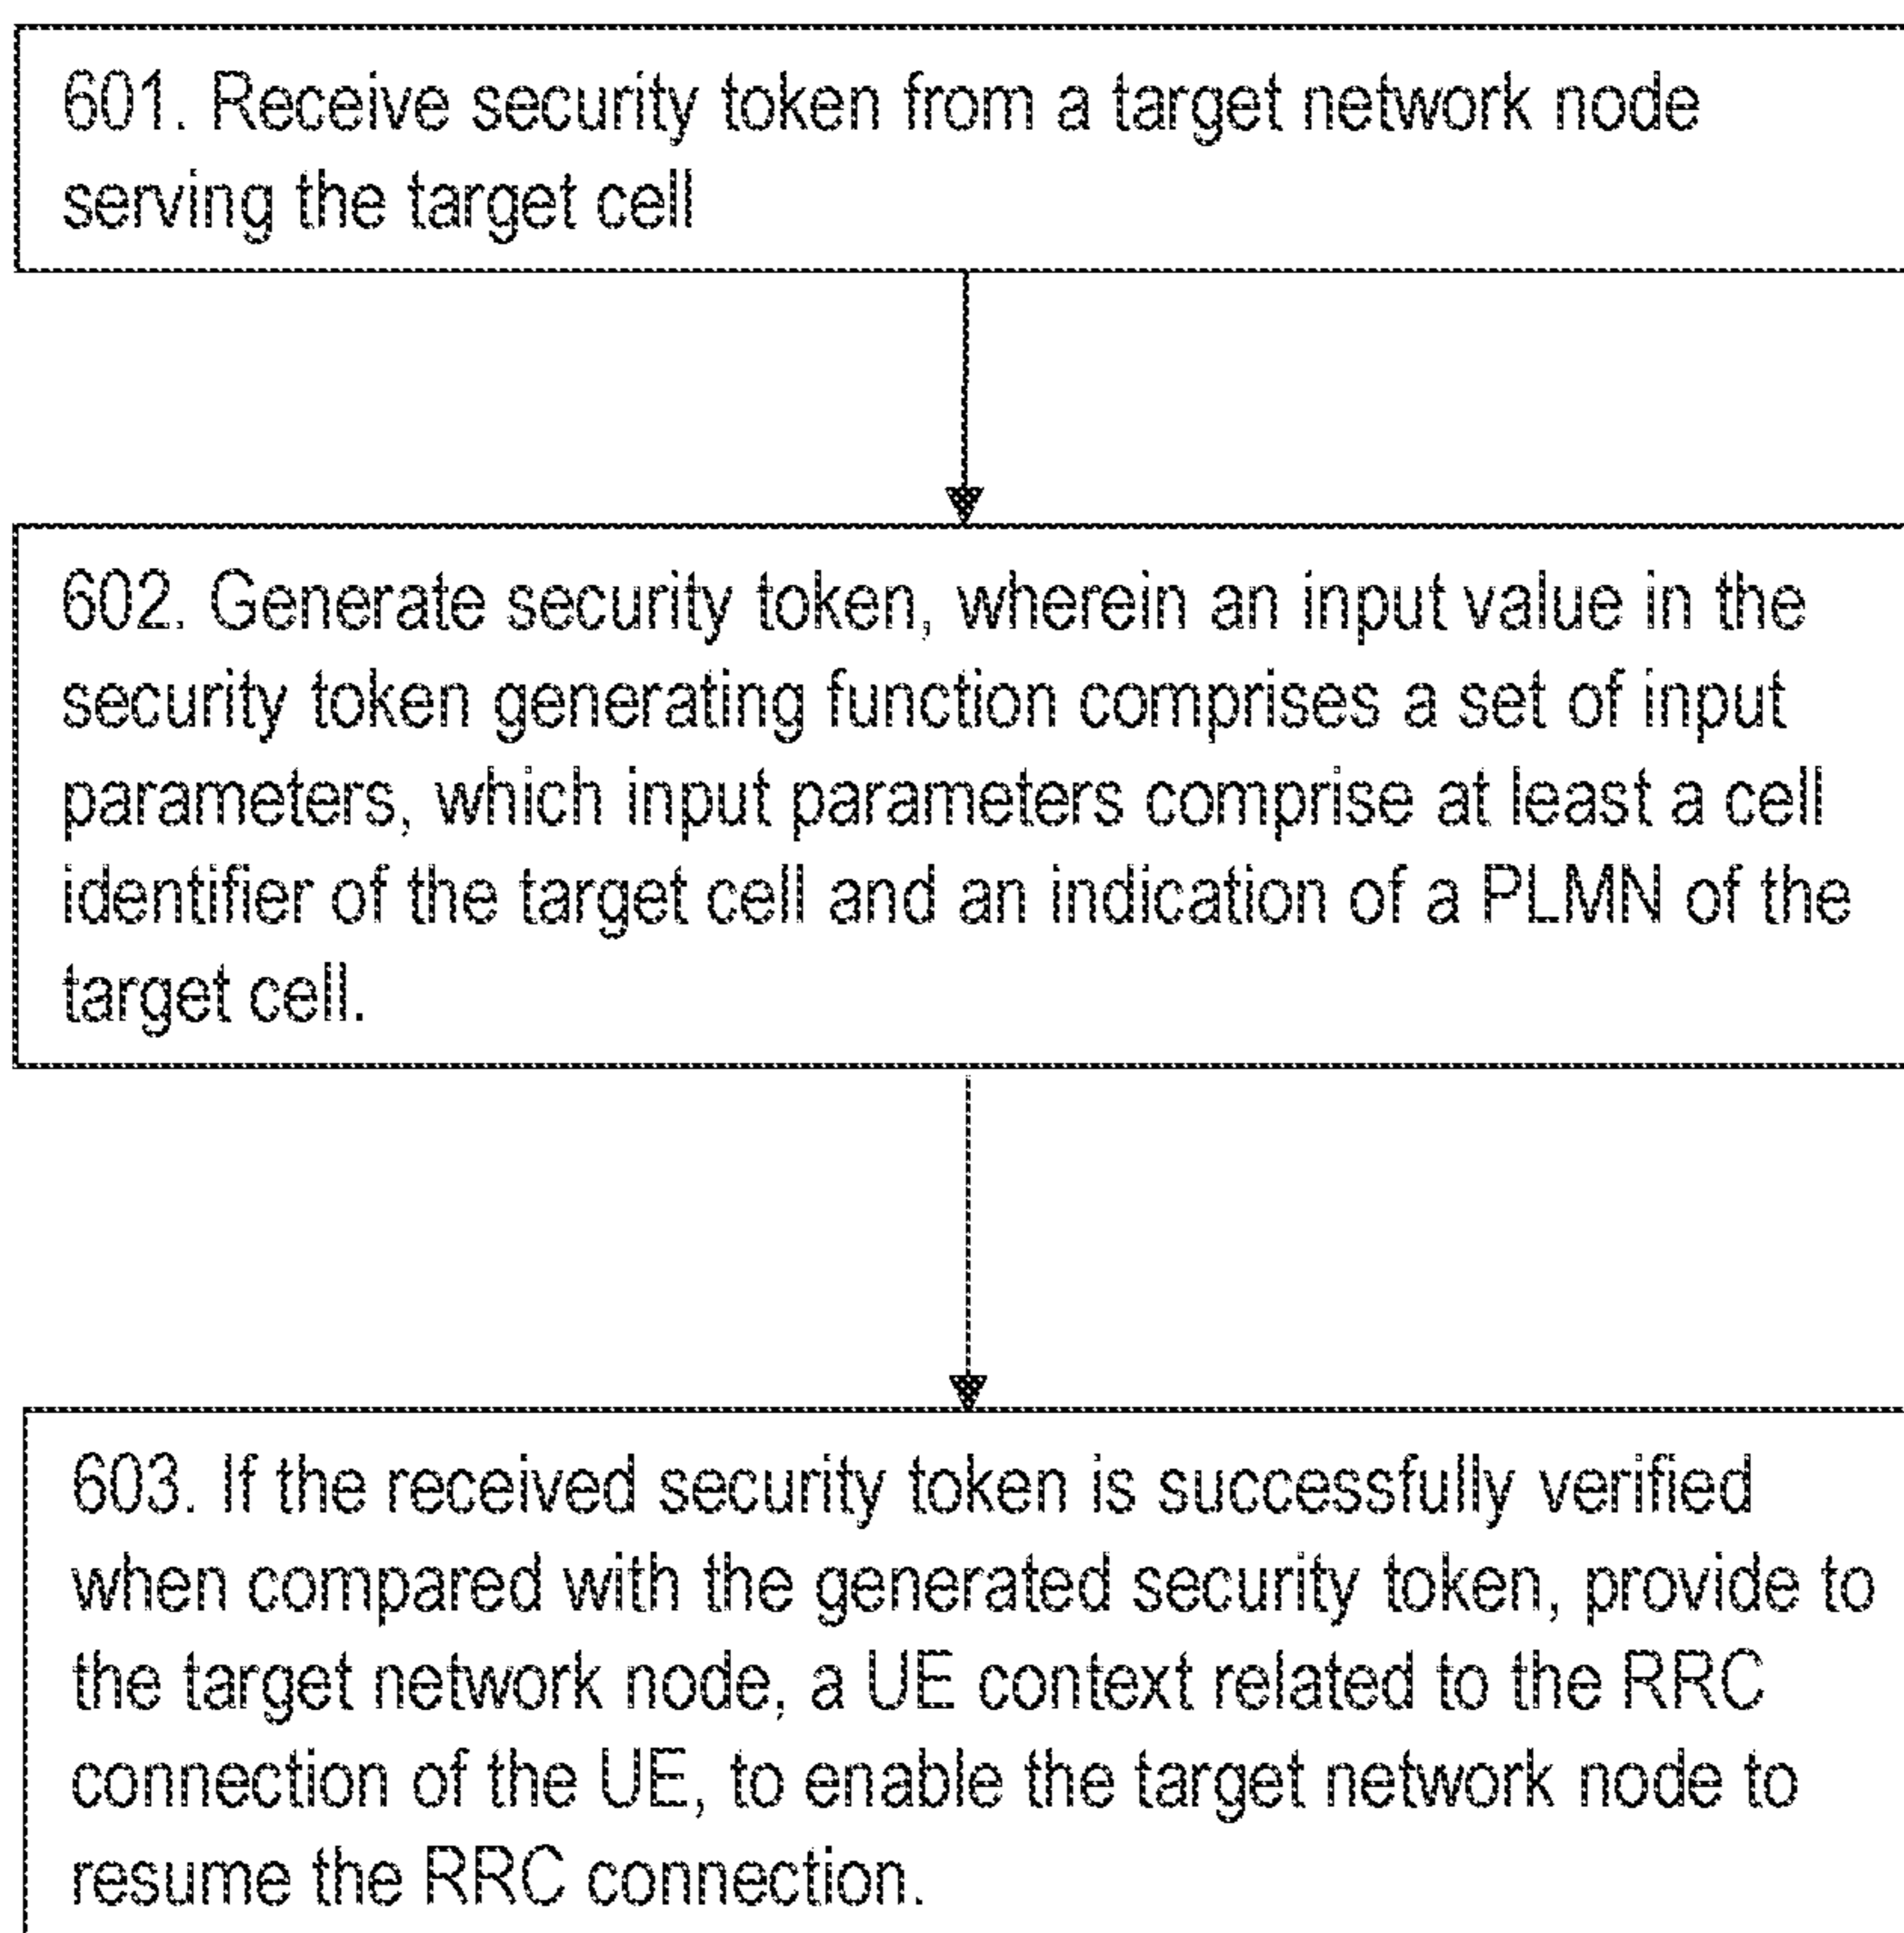 601. Receive security token from a target network node
serving the target cell
602. Generate security token, wherein an input value in the
security token generating function comprises a set of input
parameters, which input parameters comprise at least a cell
identifier of the target cell and an indication of a PLMN of the
target cell.
603. If the received security token is successfully verified
when compared with the generated security token, provide to
the target network node, a UE context related to the RRC
connection of the UE, to enable the target network node to
resume the RRC connection.